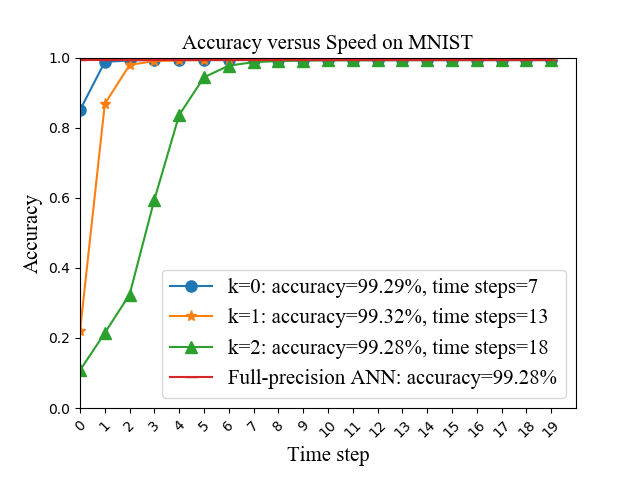 Accuracy versus Speed on MNIST
1.0
0.8
0.6
0.4
0.2
0.0
Accuracy
k=0: accuracy=99.29%, time steps=7
k=1: accuracy=99.32%, time steps=13
k=2: accuracy=99.28%, time steps=18
Full-precision ANN: accuracy=99.28%
0 1 2 3 4 5 6 7 8 9 10 11 12 13 14 15 16 17 18 19
Time step